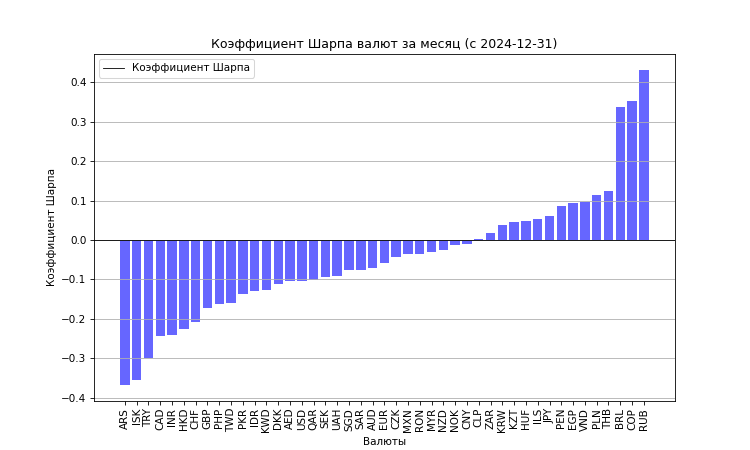 Коэффициент Шарпа валют за месяц (с 2024-12-31)
Коэффициент Шарпа
Коэффициент Шарпа
0.4
0.3
0.2
0.1
0.0
−0.1
−0.2
−0.3
−0.4
ARS
ISK
TRY
CAD
INR
HKD
CHF
GBP
PHP
TWD
PKR
IDR
KWD
DKK
AED
USD
QAR
SEK
UAH
SGD
SAR
AUD
EUR
CZK
MXN
RON
MYR
NZD
NOK
CNY
CLP
ZAR
KRW
KZT
HUF
ILS
JPY
PEN
EGP
VND
PLN
THB
BRL
COP
RUB
Валюты